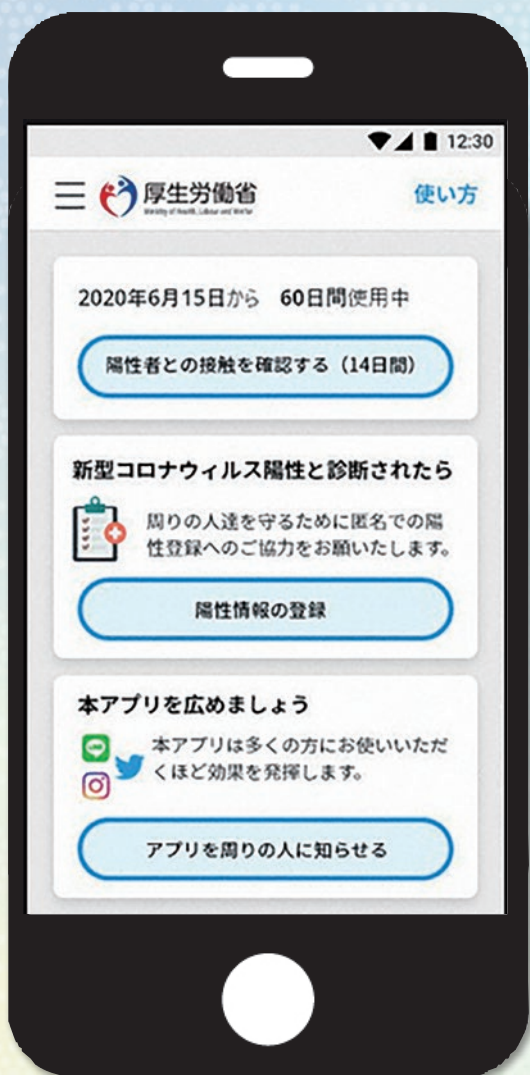 12:30
厚生労働省
Ministry of Health, Labour and Welfare
使い方
2020年6月15日から 60日間使用中
陽性者との接触を確認する（14日間）
新型コロナウィルス陽性と診断されたら
周りの人達を守るために匿名での陽
性登録へのご協力をお願いいたします。
陽性情報の登録
本アプリを広めましょう
LINE
本アプリは多くの方にお使いいただ
くほど効果を発揮します。
アプリを周りの人に知らせる